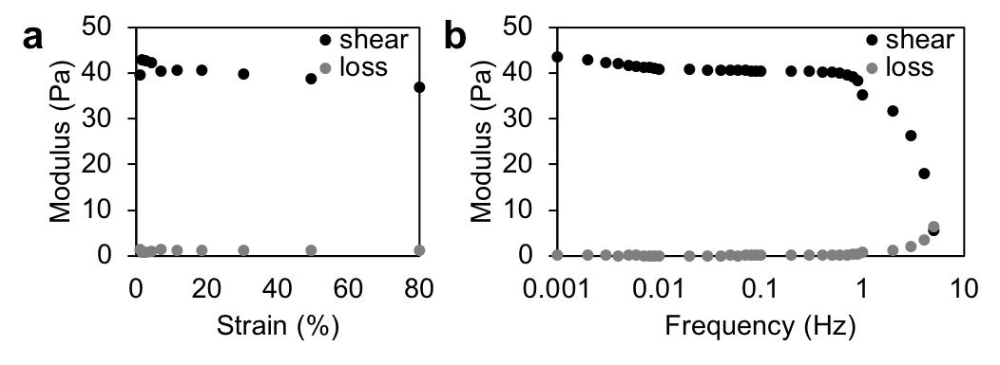 a
50
40
30
20
10
0
Modulus (Pa)
shear
loss
0 20 40 60 80
Strain (%)
b
50
40
30
20
10
0
Modulus (Pa)
shear
loss
0.001 0.01 0.1 1 10
Frequency (Hz)